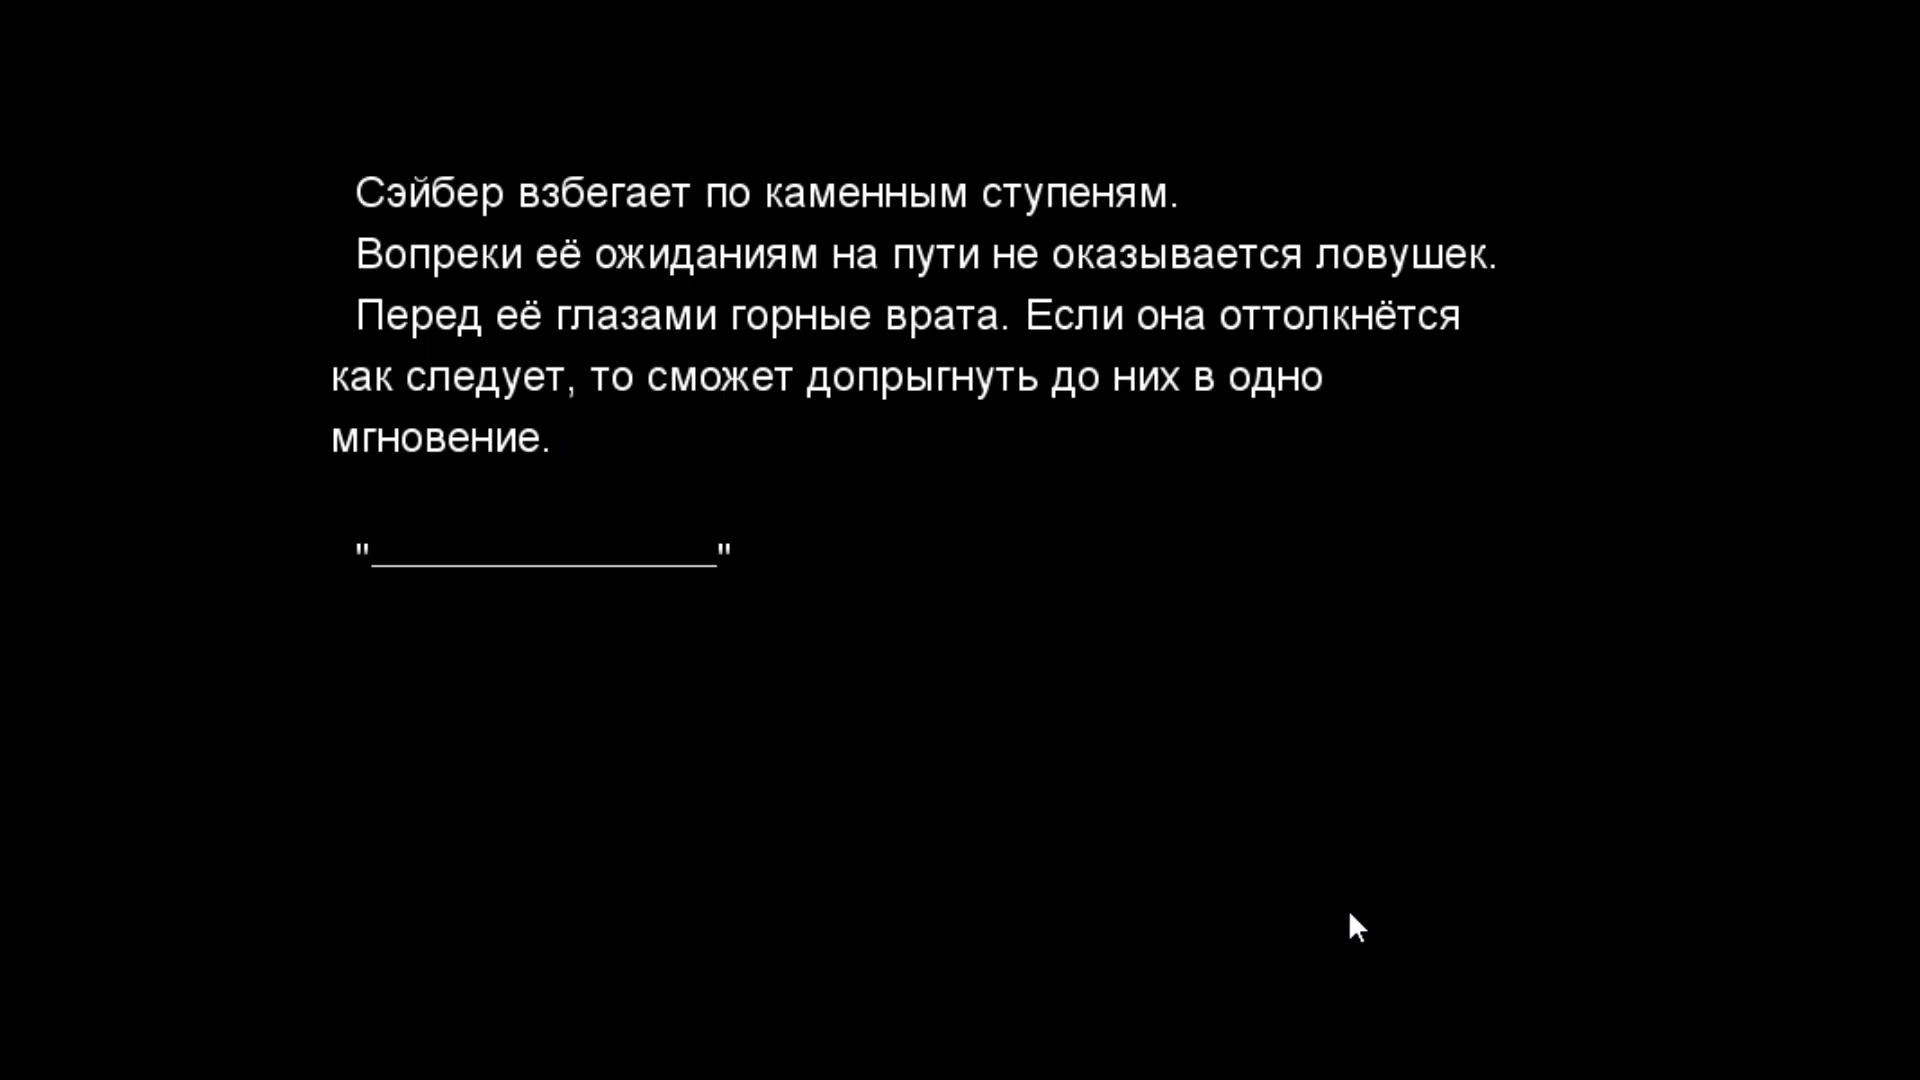 Сэйбер взбегает по каменным ступеням.
Вопреки её ожиданиям на пути не оказывается ловушек.
Перед её глазами горные врата. Если она оттолкнётся
как следует, то сможет допрыгнуть до них в одно
мгновение.
"_______________"